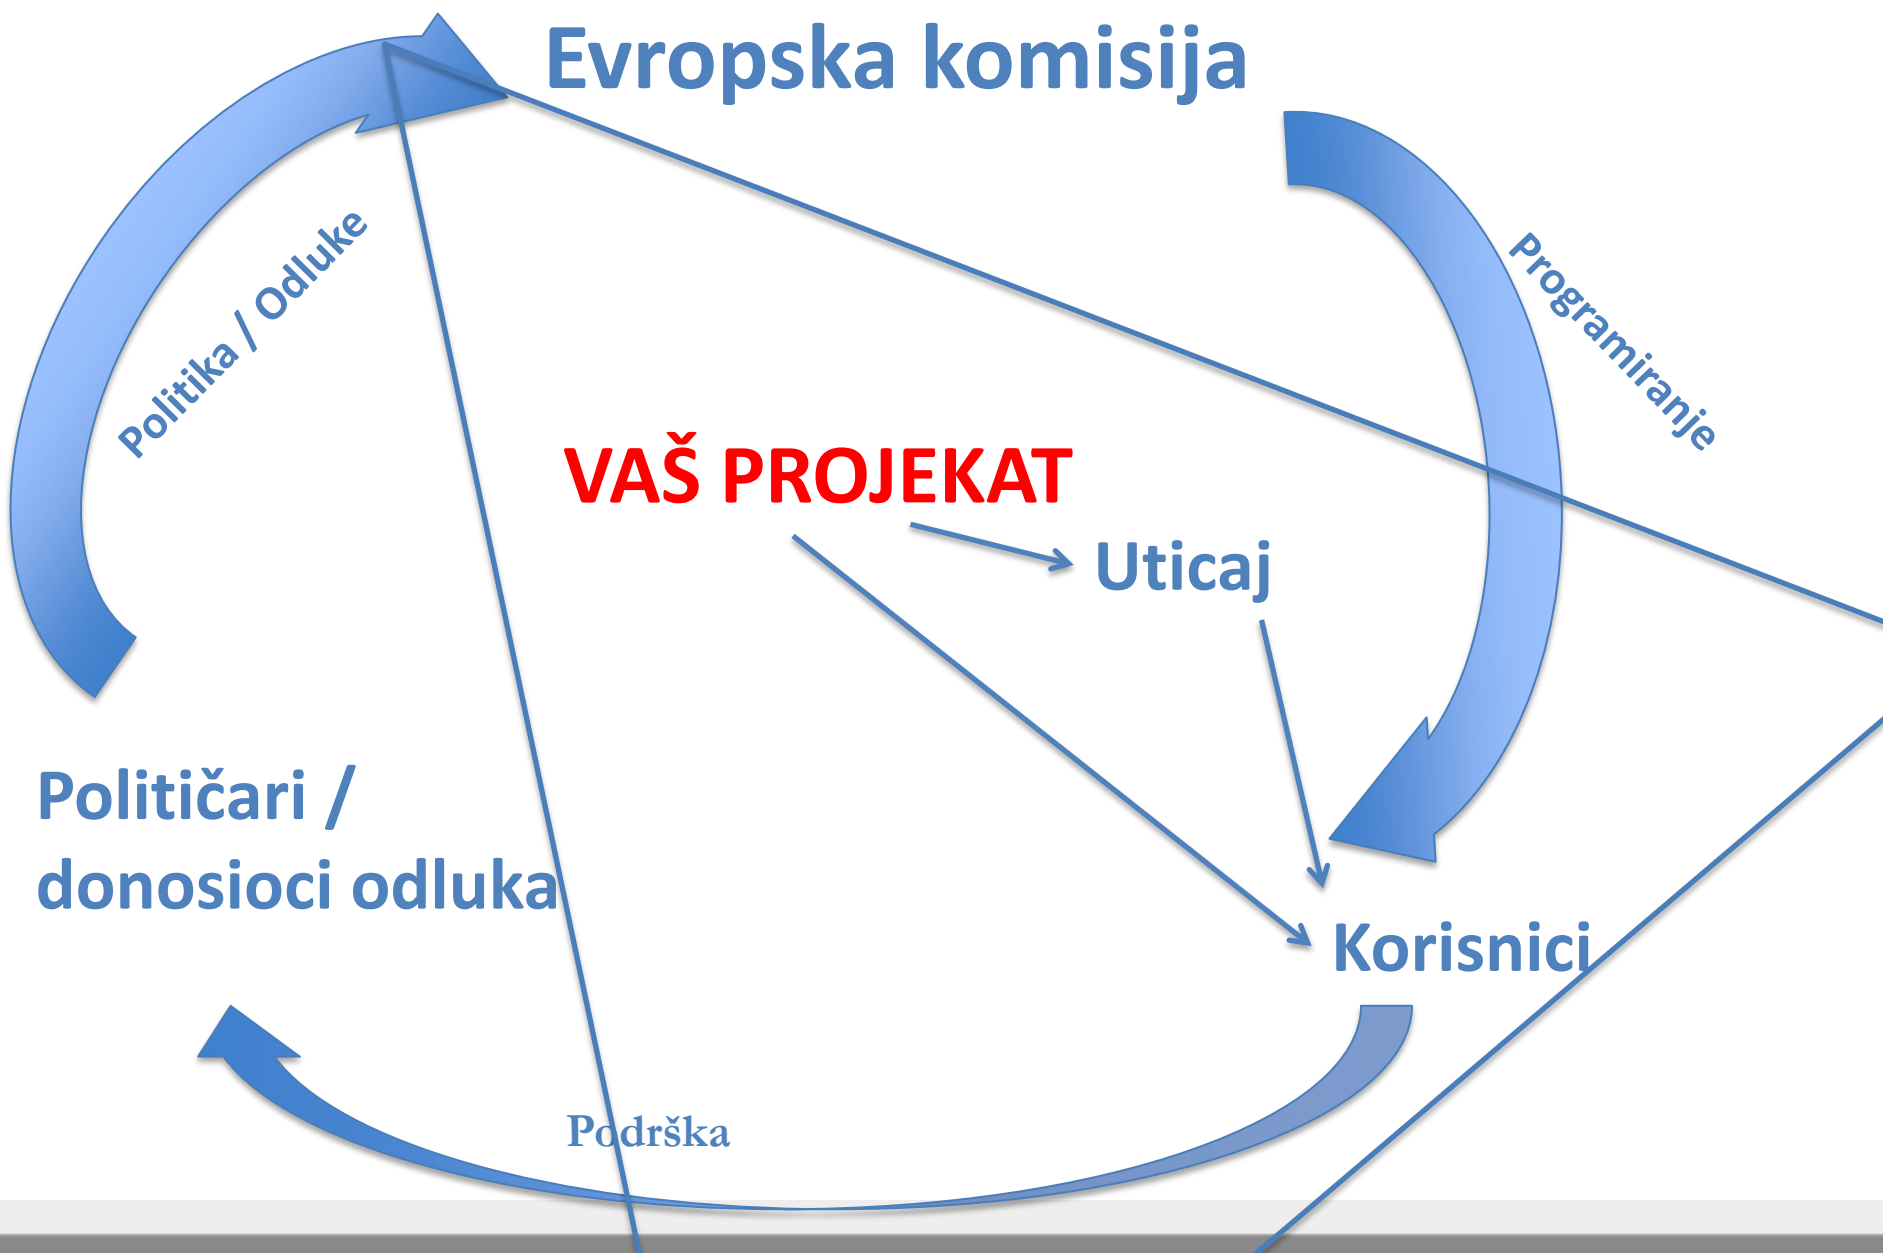 Evropska komisija
Politika / Odluke
Programiranje
VAŠ PROJEKAT
Uticaj
Političari /
donosioci odluka
Korisnici
Podrška